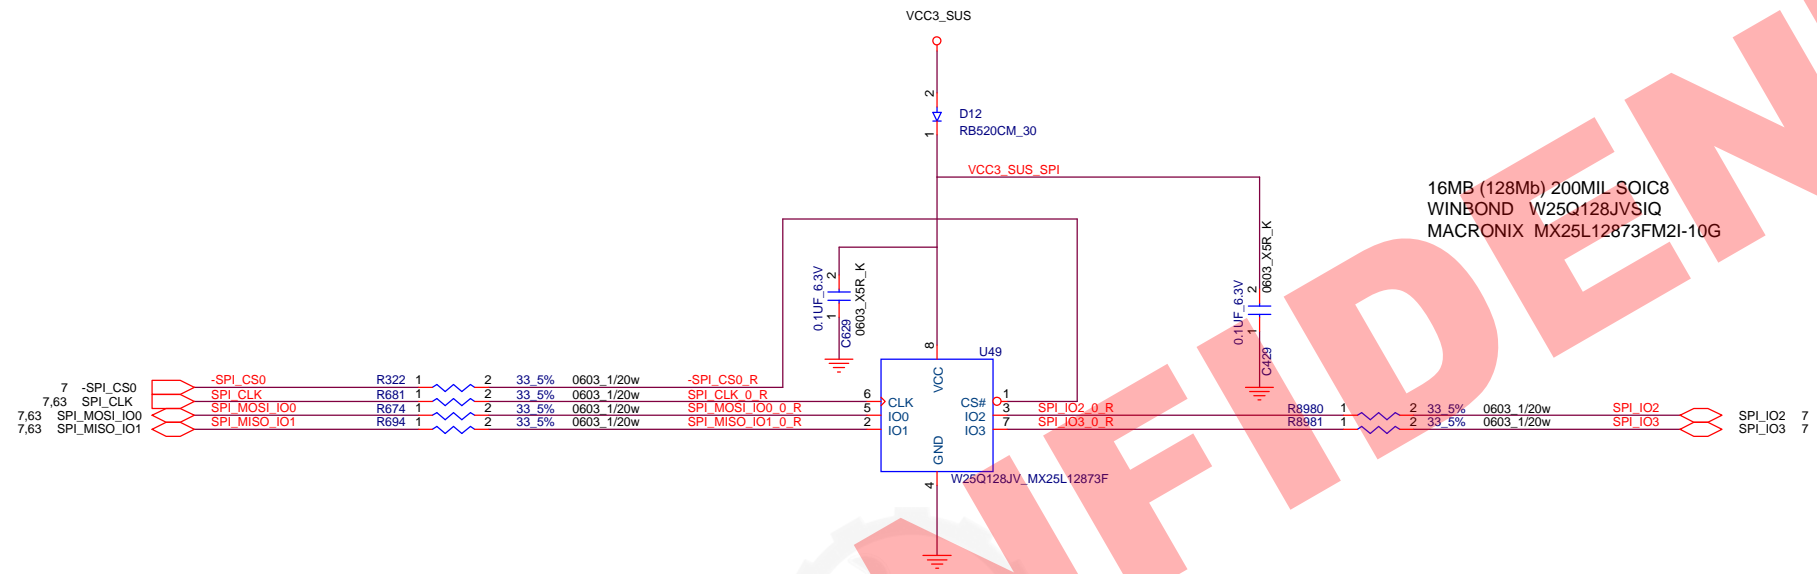 VCC3_SUS
2
D12
1
RB520CM_30
VCC3_SUS_SPI
16MB (128Mb) 200MIL SOIC8
WINBOND W25Q128JVSIQ
MACRONIX MX25L12873FM2I-10G
0.1UF_6.3V
2
1
C629
0603_X5R_K
0.1UF_6.3V
2
1
C429
0603_X5R_K
8
U49
VCC
7 -SPI_CS0 -SPI_CS0 R322 1 2 33_5% 0603_1/20w -SPI_CS0_R
7,63 SPI_CLK SPI_CLK R681 1 2 33_5% 0603_1/20w SPI_CLK_0_R 6 CLK CS# 1
7,63 SPI_MOSI_IO0 SPI_MOSI_IO0 R674 1 2 33_5% 0603_1/20w SPI_MOSI_IO0_0_R 5 IO0 IO2 3 SPI_IO2_0_R R8980 1 2 33_5% 0603_1/20w SPI_IO2 SPI_IO2 7
7,63 SPI_MISO_IO1 SPI_MISO_IO1 R694 1 2 33_5% 0603_1/20w SPI_MISO_IO1_0_R 2 IO1 IO3 7 SPI_IO3_0_R R8981 1 2 33_5% 0603_1/20w SPI_IO3 SPI_IO3 7
GND
W25Q128JV_MX25L12873F
4
NFIDEN